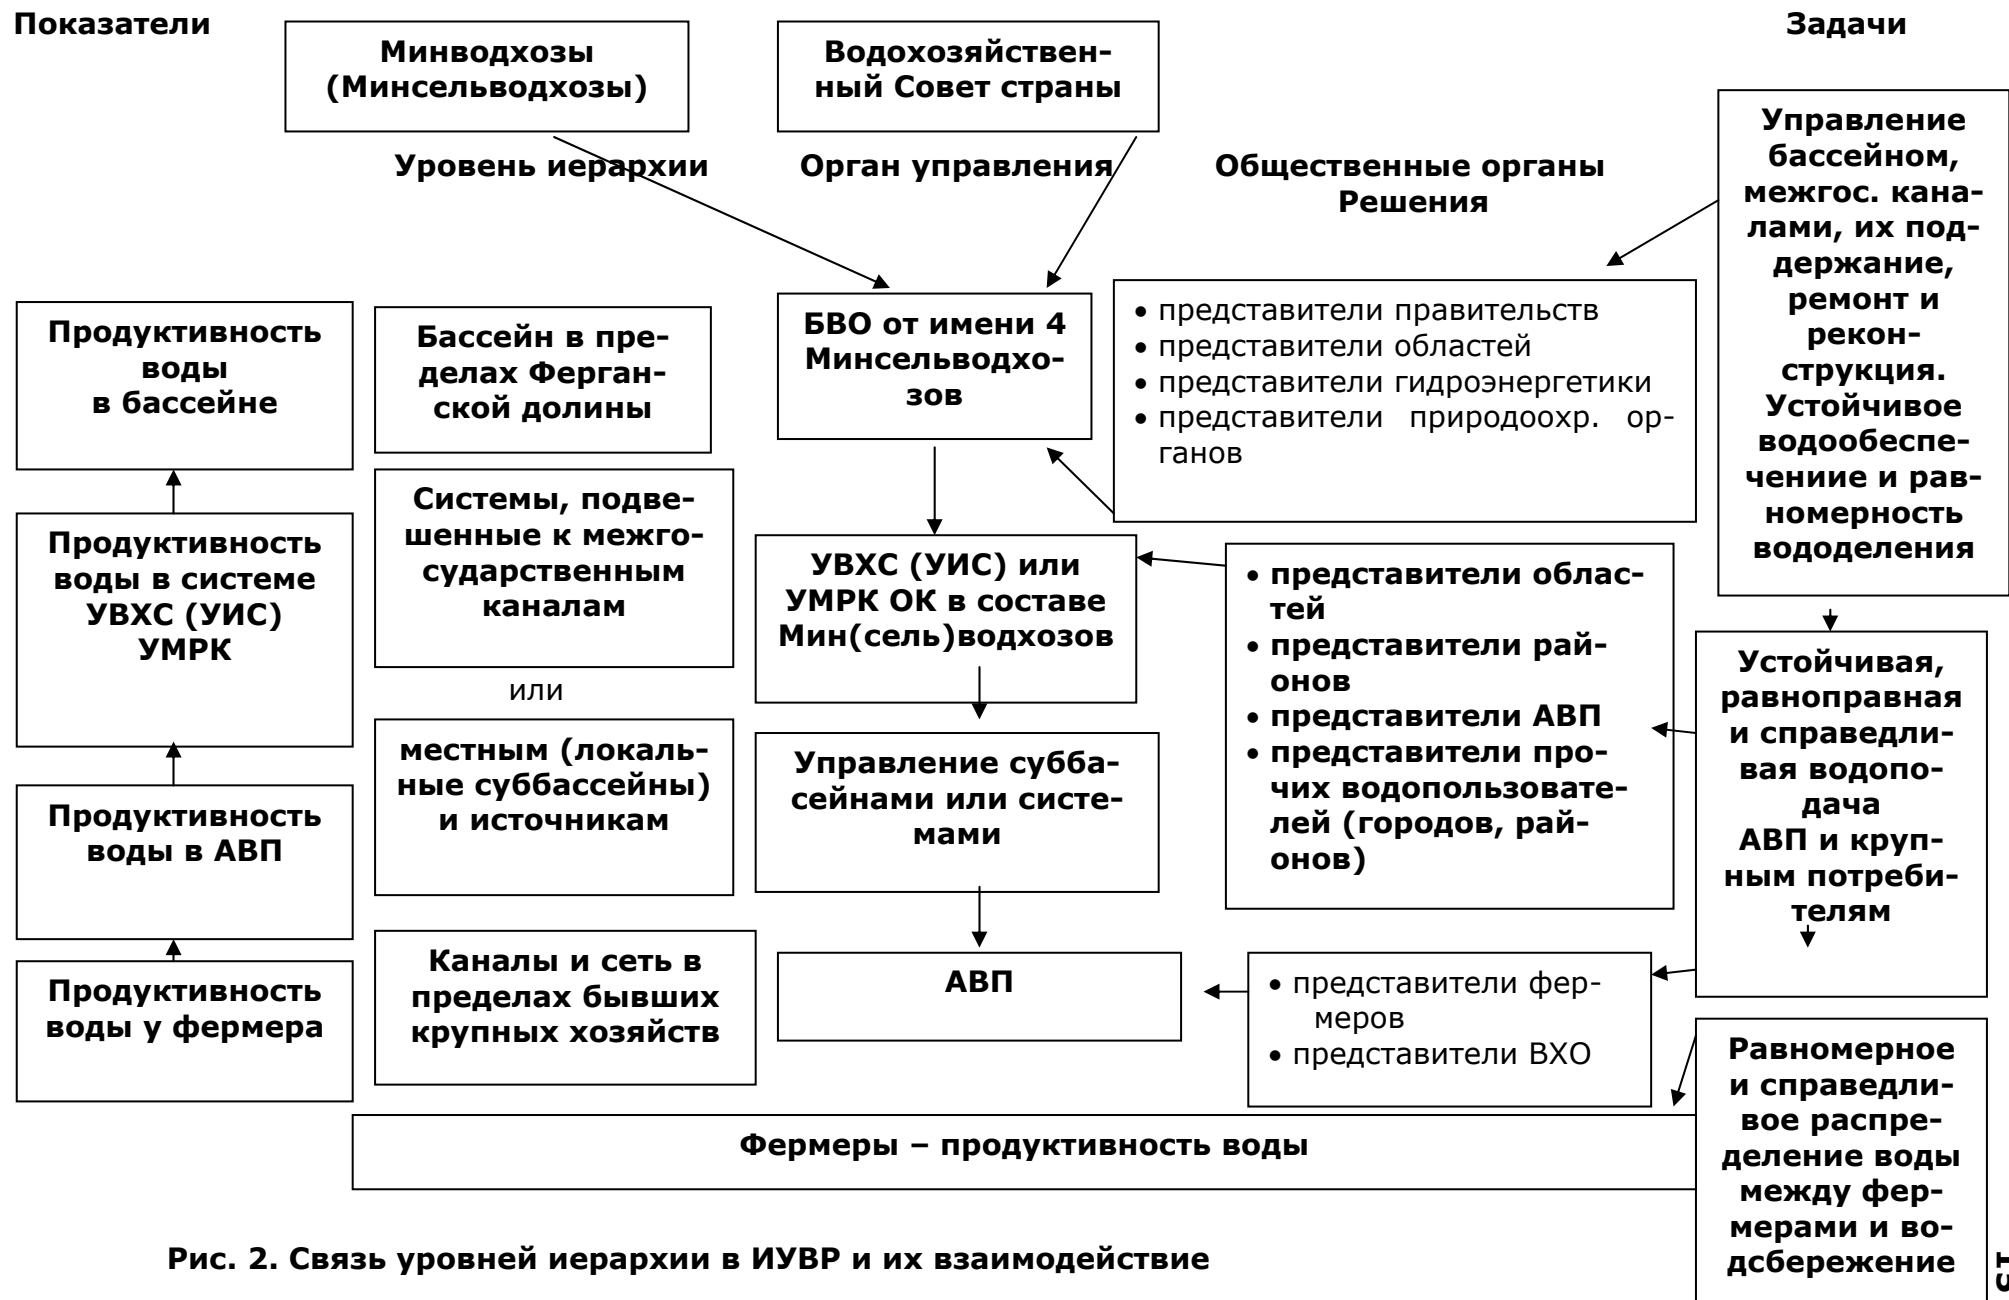 Показатели
Задачи
Минводхозы
(Минсельводхозы)
Водохозяйствен-
ный Совет страны
Уровень иерархии
Орган управления
Общественные органы
Решения
Управление
бассейном,
межгос. кана-
лами, их под-
держание,
ремонт и
рекон-
струкция.
Устойчивое
водообеспе-
чениие и рав-
номерность
вододеления
Продуктивность
воды
в бассейне
Бассейн в пре-
делах Ферган-
ской долины
БВО от имени 4
Минсельводхо-
зов
• представители правительств
• представители областей
• представители гидроэнергетики
• представители природоохр. ор-
ганов
Продуктивность
воды в системе
УВХС (УИС)
УМРК
Системы, подве-
шенные к межго-
сударственным
каналам
или
местным (локаль-
ные суббассейны)
и источникам
УВХС (УИС) или
УМРК ОК в составе
Мин(сель)водхозов
Управление субба-
сейнами или систе-
мами
• представители облас-
тей
• представители рай-
онов
• представители АВП
• представители про-
чих водопользовате-
лей (городов, рай-
онов)
Устойчивая,
равноправная
и справедли-
вая водопо-
дача
АВП и круп-
ным потреби-
телям
Продуктивность
воды в АВП
Продуктивность
воды у фермера
Каналы и сеть в
пределах бывших
крупных хозяйств
АВП
• представители фер-
меров
• представители ВХО
Равномерное
и справедли-
вое распре-
деление воды
между фер-
мерами и во-
дсбережение
Фермеры – продуктивность воды
Рис. 2. Связь уровней иерархии в ИУВР и их взаимодействие